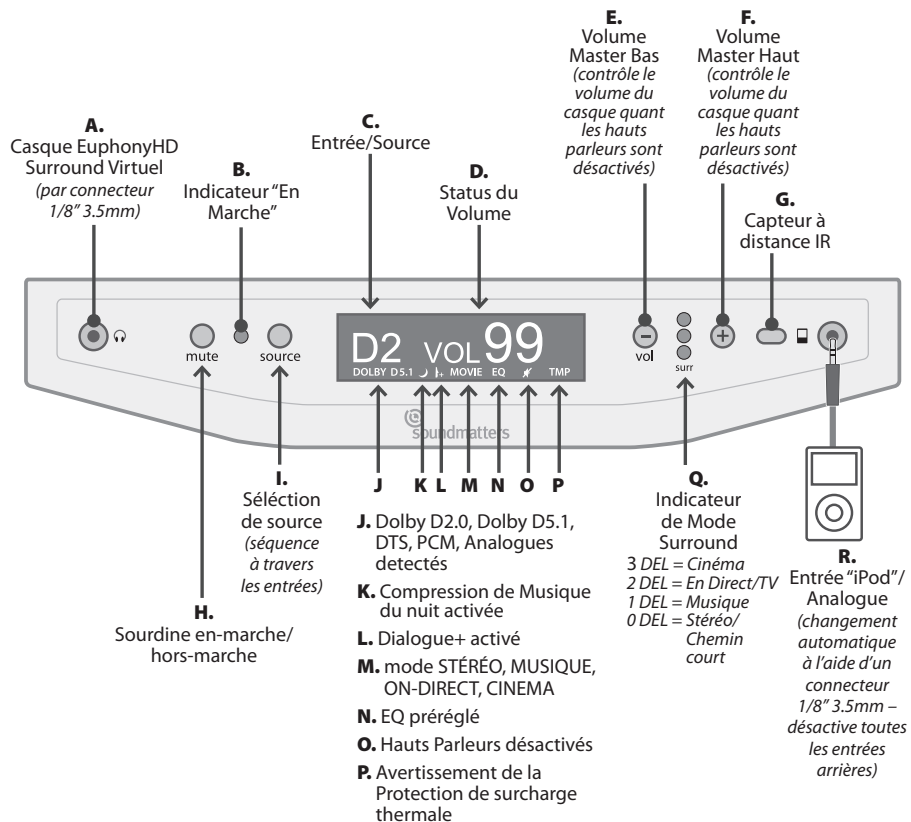 A.
Casque EuphonyHD
Surround Virtuel
(par connecteur
1/8” 3.5mm)
B.
Indicateur “En
Marche”
C.
Entrée/Source
D.
Status du
Volume
E.
Volume
Master Bas
(contrôle le
volume du
casque quant
les hauts
parleurs sont
désactivés)
F.
Volume
Master Haut
(contrôle le
volume du
casque quant
les hauts
parleurs sont
désactivés)
G.
Capteur à
distance IR
mute
source
D2 VOL 99
DOLBY D 5.1 MOVIE EQ TMP
vol
surr
soundmatters
H.
Sourdine en-marche/
hors-marche
I.
Séléction
de source
(séquence
à travers
les entrées)
J K L M N O P
J. Dolby D2.0, Dolby D5.1,
DTS, PCM, Analogues
detectés
K. Compression de Musique
du nuit activée
L. Dialogue+ activé
M. mode STÉRÉO, MUSIQUE,
ON-DIRECT, CINEMA
N. EQ préréglé
O. Hauts Parleurs désactivés
P. Avertissement de la
Protection de surcharge
thermale
Q.
Indicateur
de Mode
Surround
3 DEL = Cinéma
2 DEL = En Direct/TV
1 DEL = Musique
0 DEL = Stéréo/
Chemin
court
R.
Entrée “iPod”/
Analogue
(changement
automatique
à l’aide d’un
connecteur
1/8” 3.5mm –
désactive toutes
les entrées
arrières)